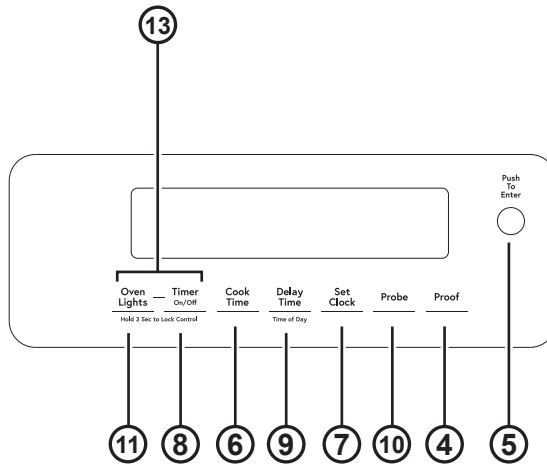 13
Push
To
Enter
Oven Lights
Timer
On/Off
Cook Time
Delay Time
Set Clock
Probe
Proof
Hold 3 Sec to Lock Control
Time of Day
11
8
6
9
7
10
4
5